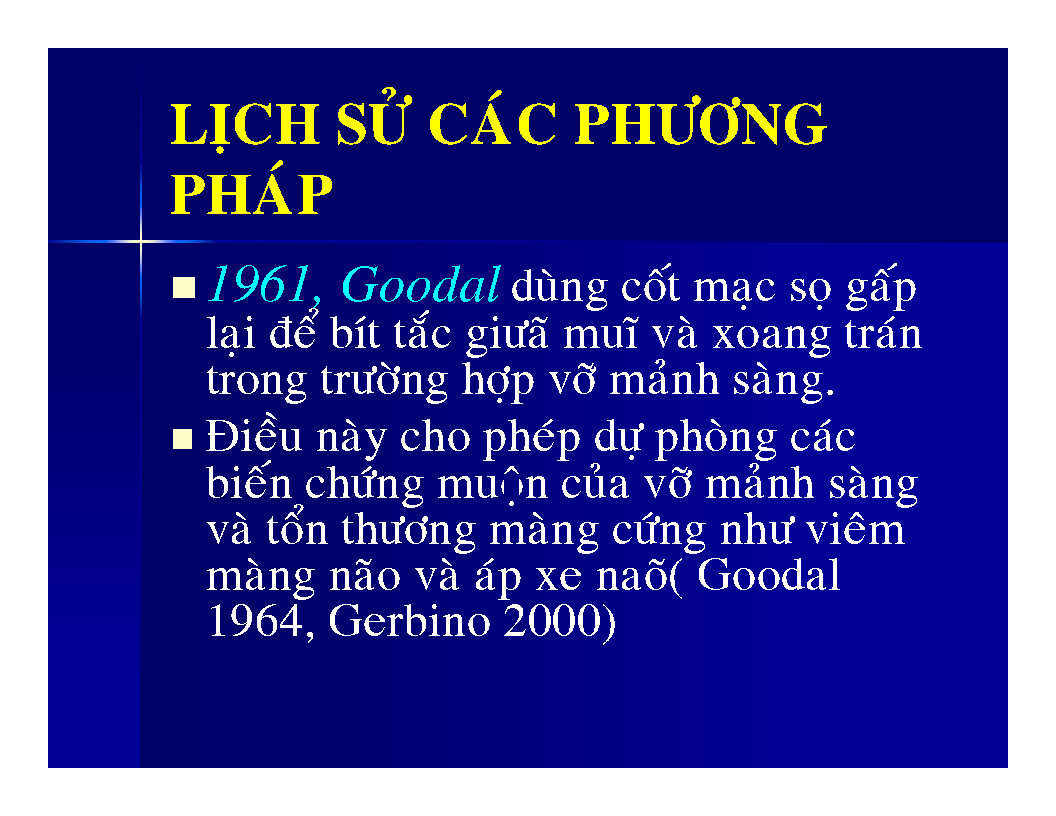 LỊCH SỬ CÁC PHƯƠNG
PHÁP
1961, Goodal dùng cốt mạc sọ gấp
lại để bít tắc giưã muĩ và xoang trán
trong trường hợp vỡ mảnh sàng.
Điều này cho phép dự phòng các
biến chứng muộn của vỡ mảnh sàng
và tổn thương màng cứng như viêm
màng não và áp xe naõ( Goodal
1964, Gerbino 2000)